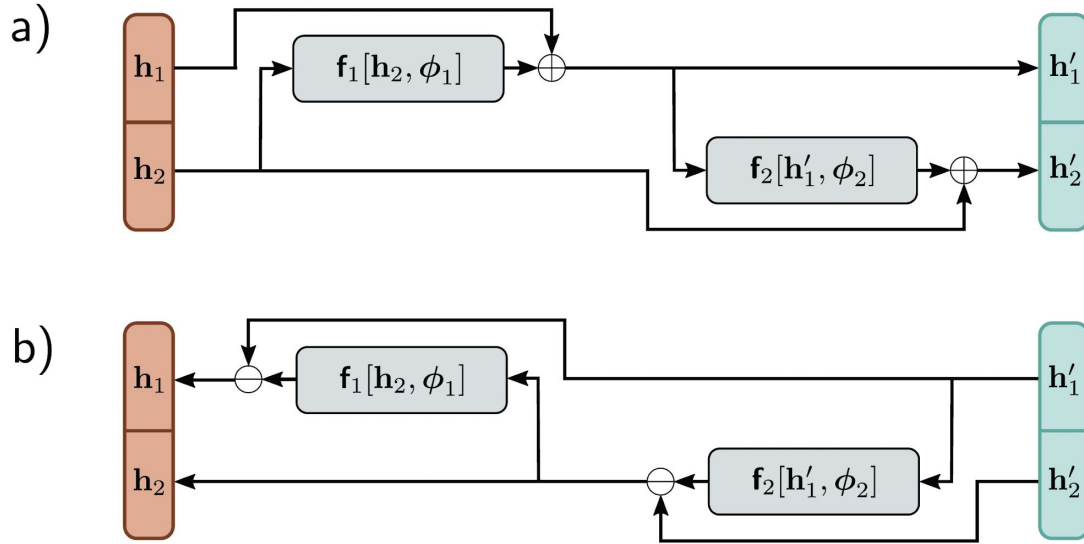 a)
h₁
f₁[h₂, ϕ₁]
h′₁
h₂
f₂[h′₁, ϕ₂]
h′₂
b)
h₁
f₁[h₂, ϕ₁]
h′₁
h₂
f₂[h′₁, ϕ₂]
h′₂